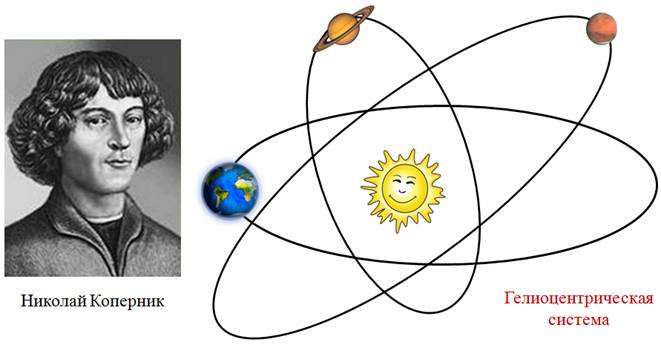 Николай Коперник
Гелиоцентрическая
система